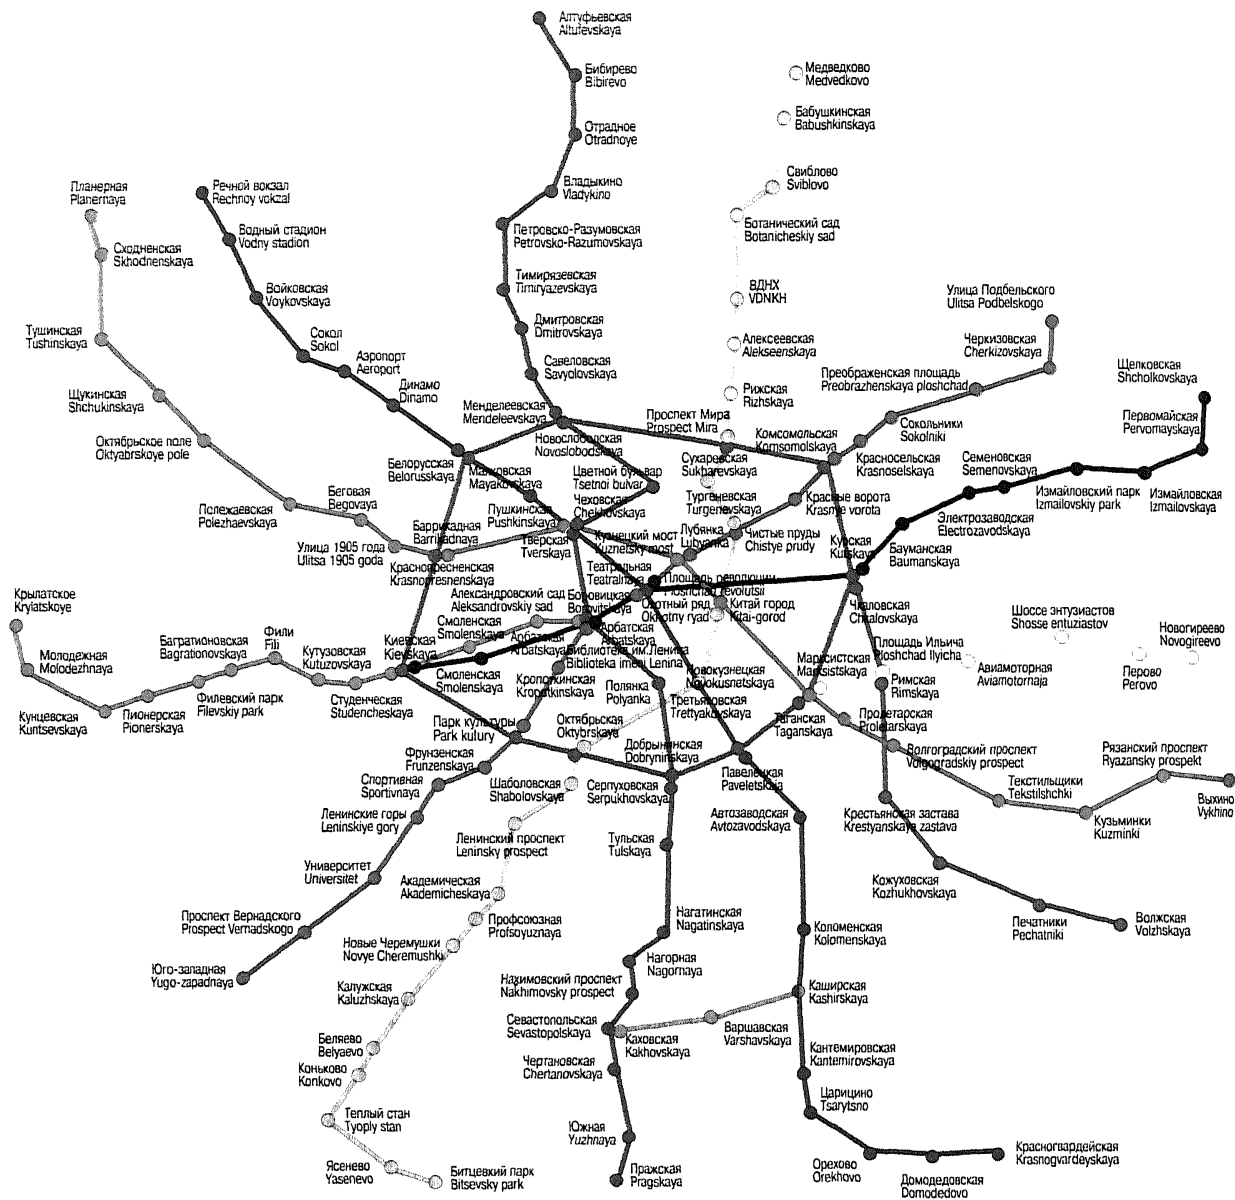 Алтуфьевская
Altufevskaya
Бибирево
Bibirevo
Медведково
Medvedkovo
Бабушкинская
Babushkinskaya
Отрадное
Otradnoye
Свиблово
Sviblovo
Владыкино
Vladykino
Планерная
Planernaya
Речной вокзал
Rechnoy vokzal
Ботанический сад
Botanicheskiy sad
Петровско-Разумовская
Petrovsko-Razumovskaya
Водный стадион
Vodny stadion
Сходненская
Skhodnenskaya
Тимирязевская
Timiryazevskaya
ВДНХ
VDNKH
Войковская
Voykovskaya
Улица Подбельского
Ulitsa Podbelskogo
Тушинская
Tushinskaya
Сокол
Sokol
Дмитровская
Dmitrovskaya
Алексеевская
Alekseenskaya
Черкизовская
Cherkizovskaya
Аэропорт
Aeroport
Савеловская
Savyolovskaya
Преображенская площадь
Preobrazhenskaya ploshchad
Щелковская
Shcholkovskaya
Щукинская
Shchukinskaya
Динамо
Dinamo
Рижская
Rizhskaya
Менделеевская
Mendeleevskaya
Проспект Мира
Prospect Mira
Сокольники
Sokolniki
Первомайская
Pervomayskaya
Октябрьское поле
Oktyabrskoye pole
Новослободская
Novoslobodskaya
Комсомольская
Komsomolskaya
Белорусская
Belorusskaya
Маяковская
Mayakovskaya
Цветной бульвар
Tsetnoi bulvar
Сухаревская
Sukharevskaya
Красносельская
Krasnoselskaya
Семеновская
Semenovskaya
Измайловский парк
Izmailovskiy park
Измайловская
Izmailovskaya
Полежаевская
Polezhaevskaya
Беговая
Begovaya
Пушкинская
Pushkinskaya
Чеховская
Chekhovskaya
Тургеневская
Turgenevskaya
Красные ворота
Krasnye vorota
Электрозаводская
Electrozavodskaya
Баррикадная
Barrikadnaya
Тверская
Tverskaya
Кузнецкий мост
Kuznetsky most
Лубянка
Lubyanka
Чистые пруды
Chistye prudy
Курская
Kurskaya
Бауманская
Baumanskaya
Улица 1905 года
Ulitsa 1905 goda
Краснопресненская
Krasnopresnenskaya
Театральная
Teatralnaya
Площадь революции
Ploshchad revolutsii
Крылатское
Krylatskoye
Александровский сад
Aleksandrovskiy sad
Боровицкая
Borovitskaya
Охотный ряд
Okhotny ryad
Китай город
Kitai-gorod
Чкаловская
Chkalovskaya
Шоссе энтузиастов
Shosse entuziastov
Новогиреево
Novogireevo
Смоленская
Smolenskaya
Арбатская
Arbatskaya
Арбатская
Arbatskaya
Фили
Fili
Багратионовская
Bagrationovskaya
Кутузовская
Kutuzovskaya
Киевская
Kievskaya
Молодежная
Molodezhnaya
Библиотека им.Ленина
Biblioteka imeni Lenina
Площадь Ильича
Ploshchad Ilyicha
Марксистская
Marksistskaya
Авиамоторная
Aviamotornaja
Перово
Perovo
Смоленская
Smolenskaya
Кропоткинская
Kropotkinskaya
Полянка
Polyanka
Новокузнецкая
Novokusnetskaya
Третьяковская
Trettyakovskaya
Римская
Rimskaya
Кунцевская
Kuntsevskaya
Пионерская
Pionerskaya
Филевский парк
Filevskiy park
Студенческая
Studencheskaya
Парк культуры
Park kultury
Октябрьская
Oktybrskaya
Таганская
Taganskaya
Пролетарская
Proletarskaya
Фрунзенская
Frunzenskaya
Добрынинская
Dobryninskaya
Волгоградский проспект
Volgogradskiy prospect
Рязанский проспект
Ryazansky prospekt
Спортивная
Sportivnaya
Шаболовская
Shabolovskaya
Серпуховская
Serpukhovskaya
Павелецкая
Paveletskaja
Текстильщики
Tekstilshchki
Выхино
Vykhino
Ленинские горы
Leninskiye gory
Автозаводская
Avtozavodskaya
Крестьянская застава
Krestyanskaya zastava
Кузьминки
Kuzminki
Ленинский проспект
Leninsky prospect
Тульская
Tulskaya
Университет
Universitet
Академическая
Akademicheskaya
Кожуховская
Kozhukhovskaya
Проспект Вернадского
Prospect Vernadskogo
Профсоюзная
Profsoyuznaya
Нагатинская
Nagatinskaya
Коломенская
Kolomenskaya
Печатники
Pechatniki
Волжская
Volzhskaya
Новые Черемушки
Novye Cheremushki
Юго-западная
Yugo-zapadnaya
Нагорная
Nagornaya
Калужская
Kaluzhskaya
Нахимовский проспект
Nakhimovsky prospect
Каширская
Kashirskaya
Севастопольская
Sevastopolskaya
Каховская
Kakhovskaya
Варшавская
Varshavskaya
Беляево
Belyaevo
Кантемировская
Kantemirovskaya
Чертановская
Chertanovskaya
Коньково
Konkovo
Царицино
Tsarytsno
Теплый стан
Tyoply stan
Южная
Yuzhnaya
Красногвардейская
Krasnogvardeyskaya
Ясенево
Yasenevo
Битцевкий парк
Bitsevsky park
Пражская
Pragskaya
Орехово
Orekhovo
Домодедовская
Domodedovo